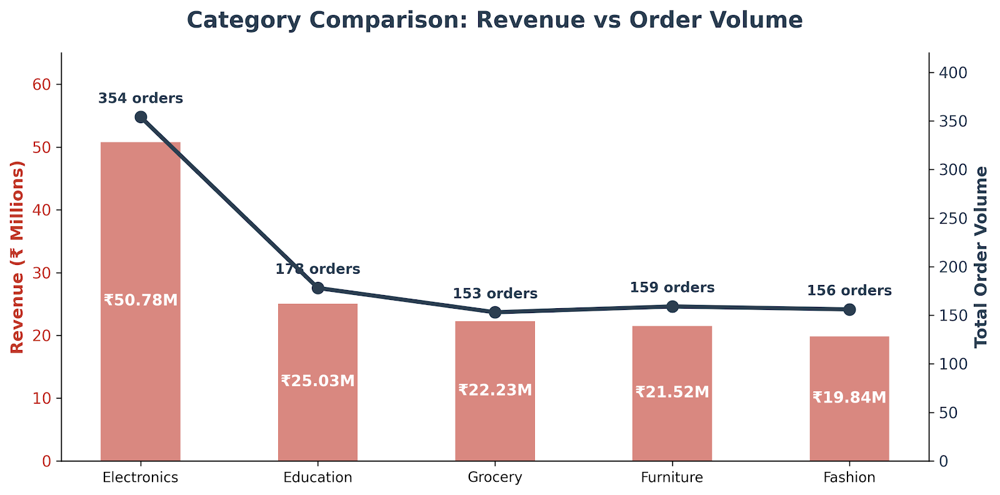 Category Comparison: Revenue vs Order Volume
Revenue (₹ Millions)
60
50
40
30
20
10
0
354 orders
178 orders
153 orders
159 orders
156 orders
₹50.78M
₹25.03M
₹22.23M
₹21.52M
₹19.84M
400
350
300
250
200
150
100
50
0
Total Order Volume
Electronics
Education
Grocery
Furniture
Fashion